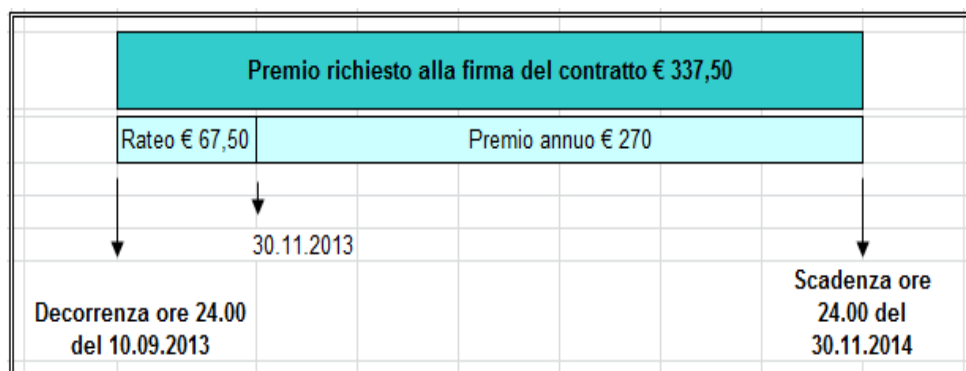 Premio richiesto alla firma del contratto € 337,50
Rateo € 67,50
Premio annuo € 270
30.11.2013
Decorrenza ore 24.00
del 10.09.2013
Scadenza ore
24.00 del
30.11.2014